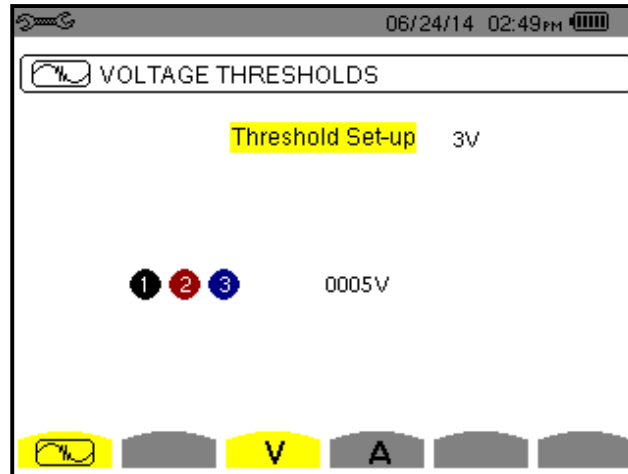 06/24/14 02:49PM
VOLTAGE THRESHOLDS
Threshold Set-up 3V
1 2 3 0005V
V A